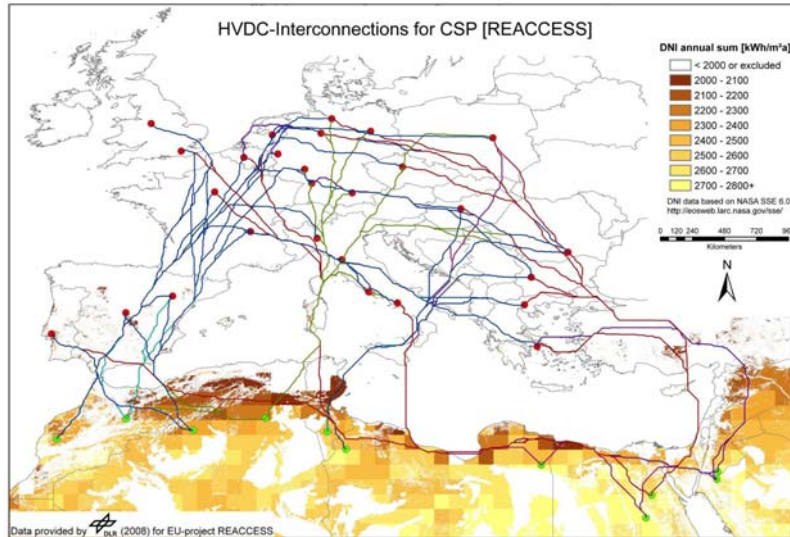 HVDC-Interconnections for CSP [REACCESS]
DNI annual sum [kWh/m²a]
< 2000 or excluded
2000 - 2100
2100 - 2200
2200 - 2300
2300 - 2400
2400 - 2500
2500 - 2600
2600 - 2700
2700 - 2800+
DNI data based on NASA SSE 6.0
http://eosweb.larc.nasa.gov/sse/
0 120 240 480 720 96
Kilometers
N
Data provided by DLR (2008) for EU-project REACCESS